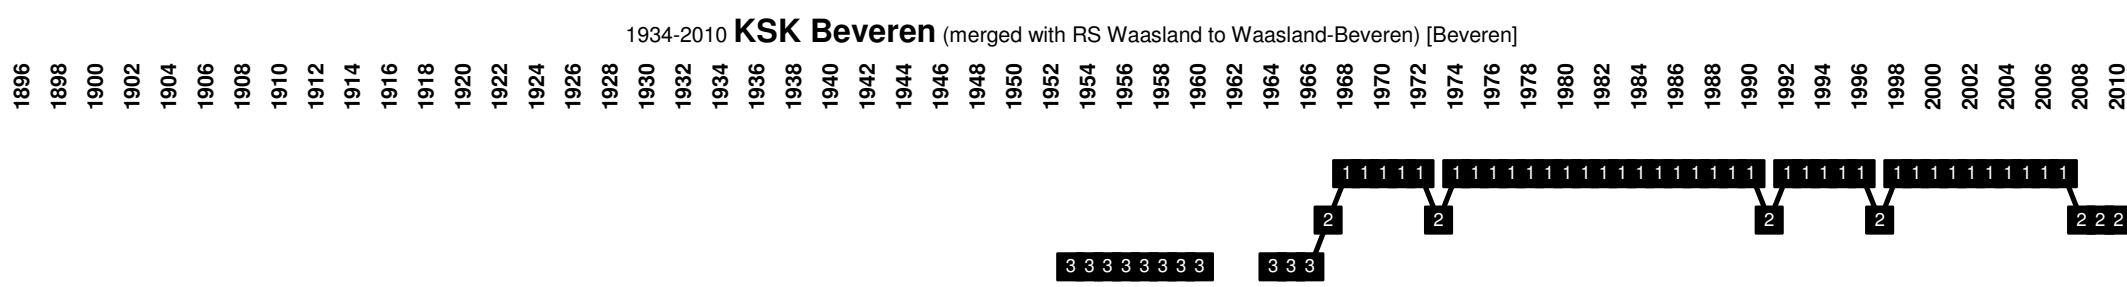 1934-2010 KSK Beveren (merged with RS Waasland to Waasland-Beveren) [Beveren]
1896 1898 1900 1902 1904 1906 1908 1910 1912 1914 1916 1918 1920 1922 1924 1926 1928 1930 1932 1934 1936 1938 1940 1942 1944 1946 1948 1950 1952 1954 1956 1958 1960 1962 1964 1966 1968 1970 1972 1974 1976 1978 1980 1982 1984 1986 1988 1990 1992 1994 1996 1998 2000 2002 2004 2006 2008 2010
1 1 1 1 1 1 1 1 1 1 1 1 1 1 1 1 1 1 1 1 1 1 1 1 1 1 1 1 1 1 1 1 1 1 1 1 1
2 2 2 2 2 2 2
3 3 3 3 3 3 3 3 3 3 3